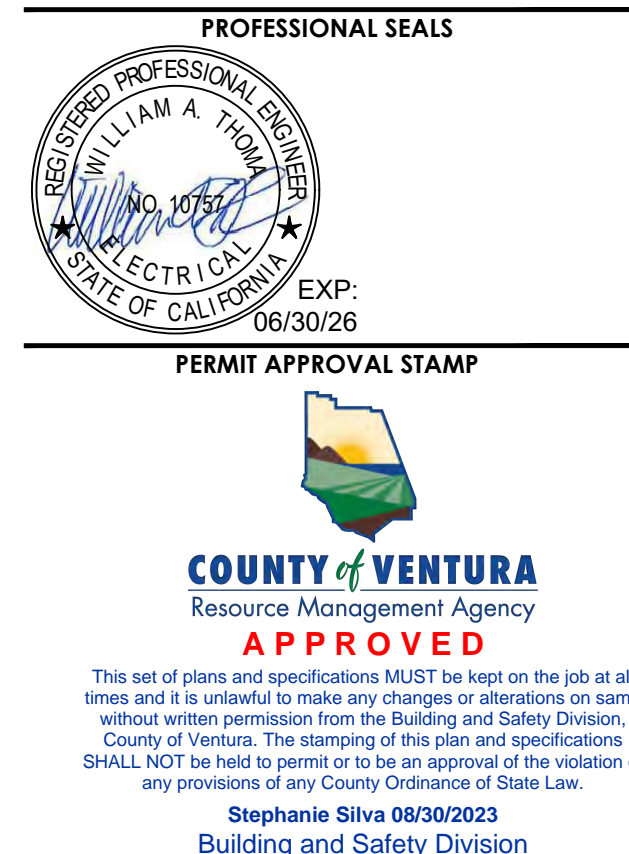 PROFESSIONAL SEALS
REGISTERED PROFESSIONAL ENGINEER
WILLIAM A. THOMA
NO. 10757
ELECTRICAL
STATE OF CALIFORNIA
EXP:
06/30/26
PERMIT APPROVAL STAMP
COUNTY of VENTURA
Resource Management Agency
APPROVED
This set of plans and specifications MUST be kept on the job at al
times and it is unlawful to make any changes or alterations on sam
without written permission from the Building and Safety Division,
County of Ventura. The stamping of this plan and specifications
SHALL NOT be held to permit or to be an approval of the violation
any provisions of any County Ordinance of State Law.
Stephanie Silva 08/30/2023
Building and Safety Division